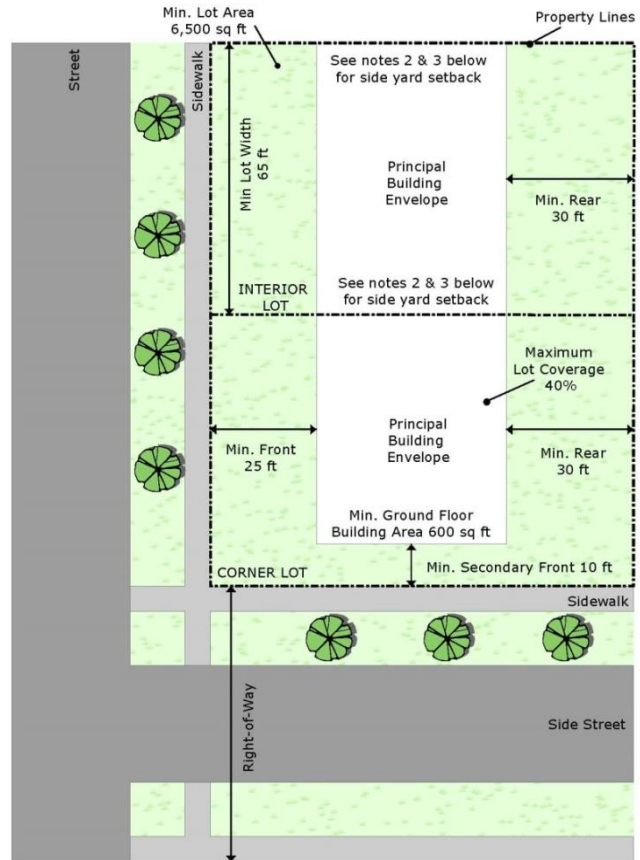 Min. Lot Area
6,500 sq ft
Property Lines
Street
Sidewalk
See notes 2 & 3 below
for side yard setback
Min Lot Width
65 ft
Principal
Building
Envelope
Min. Rear
30 ft
INTERIOR
LOT
See notes 2 & 3 below
for side yard setback
Maximum
Lot Coverage
40%
Min. Front
25 ft
Principal
Building
Envelope
Min. Rear
30 ft
Min. Ground Floor
Building Area 600 sq ft
Min. Secondary Front 10 ft
CORNER LOT
Sidewalk
Right-of-Way
Side Street